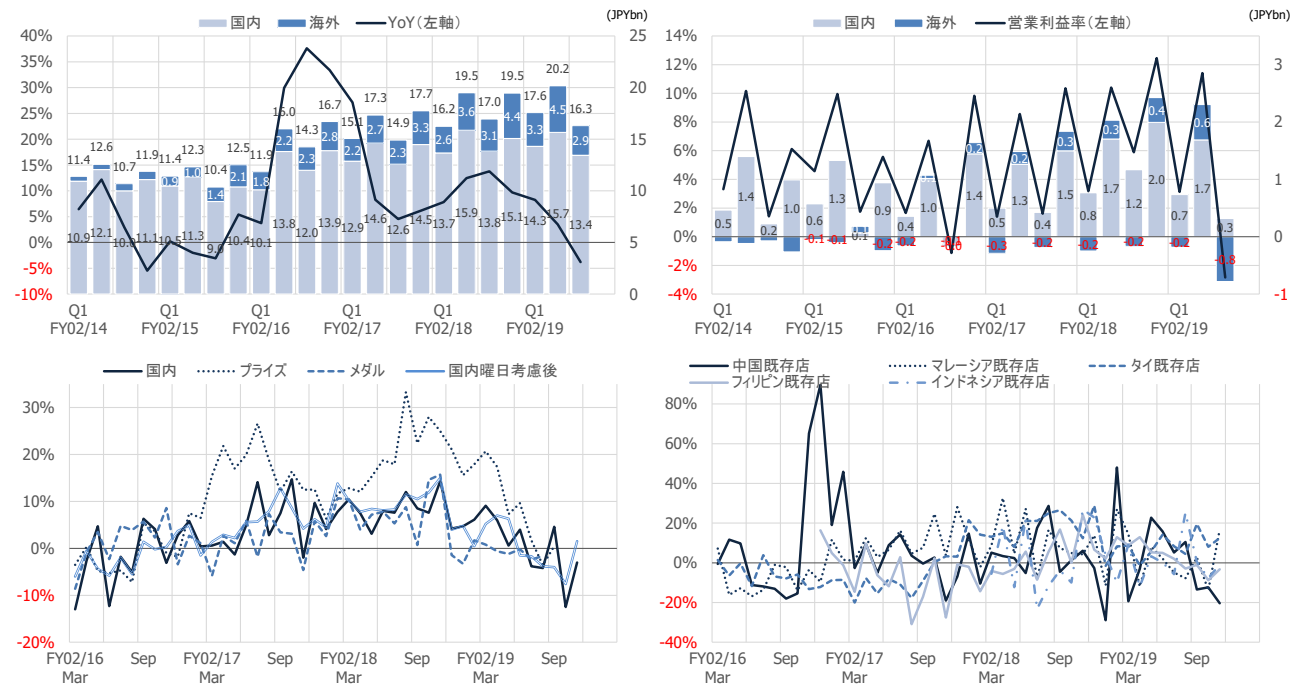 国内 海外 YoY(左軸) (JPYbn)
40%
35%
30%
25%
20%
15%
10%
5%
0%
-5%
-10%
25
20
15
10
5
0
11.4 12.6 10.7 11.9 11.4 12.3 10.4 12.5 11.9 16.0 14.3 16.7 15.1 17.3 14.9 17.7 16.2 19.5 17.0 19.5 17.6 20.2 16.3
0.9 1.0 1.4 2.1 1.8 2.2 2.3 2.8 2.2 2.7 2.3 3.3 2.6 3.6 3.1 4.4 3.3 4.5 2.9
10.9 12.1 10.0 11.1 10.5 11.3 9.0 10.4 10.1 13.8 12.0 13.9 12.9 14.6 12.6 14.5 13.7 15.9 13.8 15.1 14.3 15.7 13.4
Q1 Q1 Q1 Q1 Q1 Q1
FY02/14 FY02/15 FY02/16 FY02/17 FY02/18 FY02/19
国内 海外 営業利益率(左軸) (JPYbn)
14%
12%
10%
8%
6%
4%
2%
0%
-2%
-4%
3
2
1
0
-1
0.2 0.2 0.3 0.3 0.4 0.6
0.5 1.4 0.2 1.0 0.6 1.3 0.1 0.9 0.4 1.0 1.4 0.5 1.3 0.4 1.5 0.8 1.7 1.2 2.0 0.7 1.7 0.3
-0.1 -0.1 -0.2 -0.2 -0.1 -0.3 -0.2 -0.2 -0.2 -0.2 -0.8
Q1 Q1 Q1 Q1 Q1 Q1
FY02/14 FY02/15 FY02/16 FY02/17 FY02/18 FY02/19
国内 プライズ メダル 国内曜日考慮後
30%
20%
10%
0%
-10%
-20%
FY02/16 Sep FY02/17 Sep FY02/18 Sep FY02/19 Sep
Mar Mar Mar Mar
中国既存店 マレーシア既存店 タイ既存店
フィリピン既存店 インドネシア既存店
80%
60%
40%
20%
0%
-20%
-40%
FY02/16 Sep FY02/17 Sep FY02/18 Sep FY02/19 Sep
Mar Mar Mar Mar